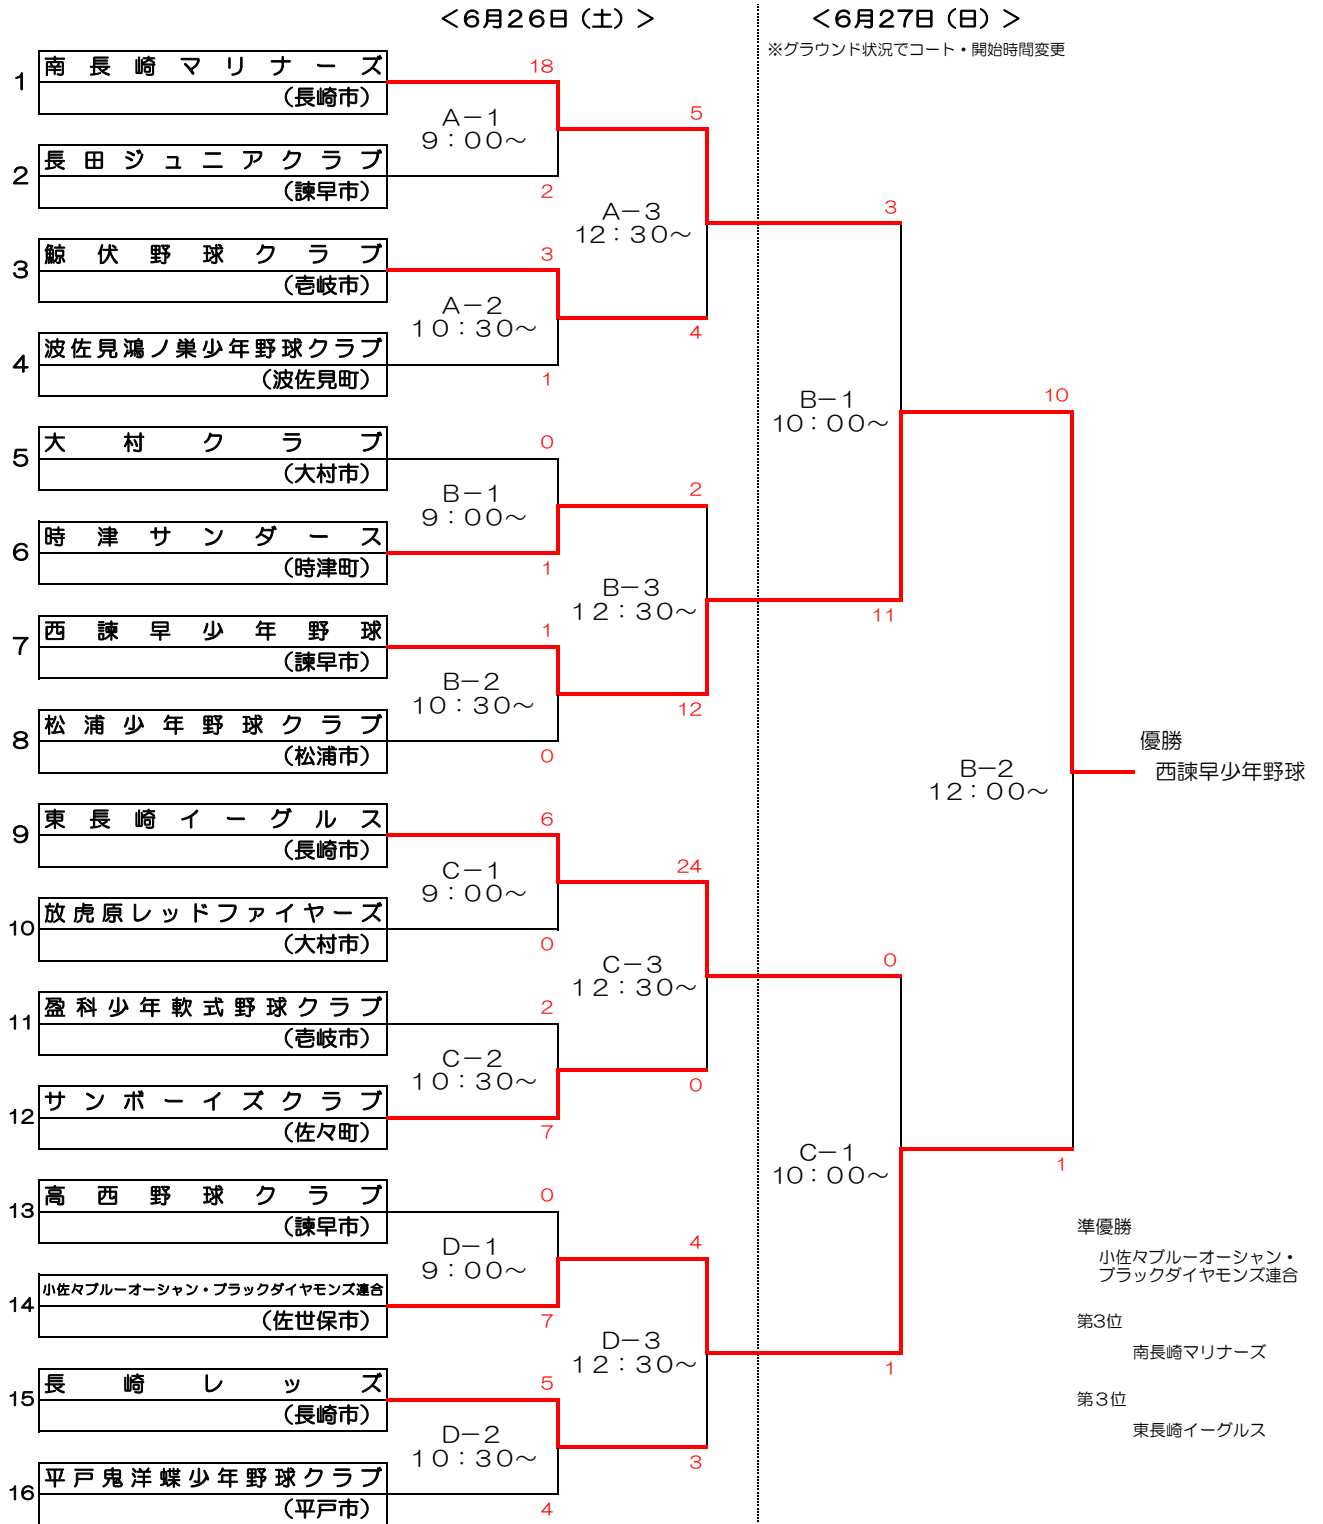 ＜６月２６日（土）＞
＜６月２７日（日）＞
※グラウンド状況でコート・開始時間変更
1
南長崎マリナーズ
（長崎市）
18
A－1
９：００～
5
2
長田ジュニアクラブ
（諫早市）
2
A－3
12：３０～
3
3
鯨伏野球クラブ
（壱岐市）
3
A－2
１０：３０～
4
4
波佐見鴻ノ巣少年野球クラブ
（波佐見町）
1
B－1
10：００～
10
5
大村クラブ
（大村市）
0
B－1
９：００～
2
6
時津サンダース
（時津町）
1
B－3
１２：３０～
11
7
西諫早少年野球
（諫早市）
1
B－2
１０：３０～
12
8
松浦少年野球クラブ
（松浦市）
0
B－2
１２：００～
優勝
西諫早少年野球
9
東長崎イーグルス
（長崎市）
6
C－1
９：００～
24
10
放虎原レッドファイヤーズ
（大村市）
0
C－3
１２：３０～
0
11
盈科少年軟式野球クラブ
（壱岐市）
2
C－2
１０：３０～
0
12
サンボーイズクラブ
（佐々町）
7
C－1
10：００～
1
13
高西野球クラブ
（諫早市）
0
D－1
９：００～
4
14
小佐々ブルーオーシャン・ブラックダイヤモンズ連合
（佐世保市）
7
D－3
１２：３０～
1
15
長崎レッズ
（長崎市）
5
D－2
１０：３０～
3
16
平戸鬼洋蝶少年野球クラブ
（平戸市）
4
準優勝
小佐々ブルーオーシャン・
ブラックダイヤモンズ連合
第3位
南長崎マリナーズ
第３位
東長崎イーグルス